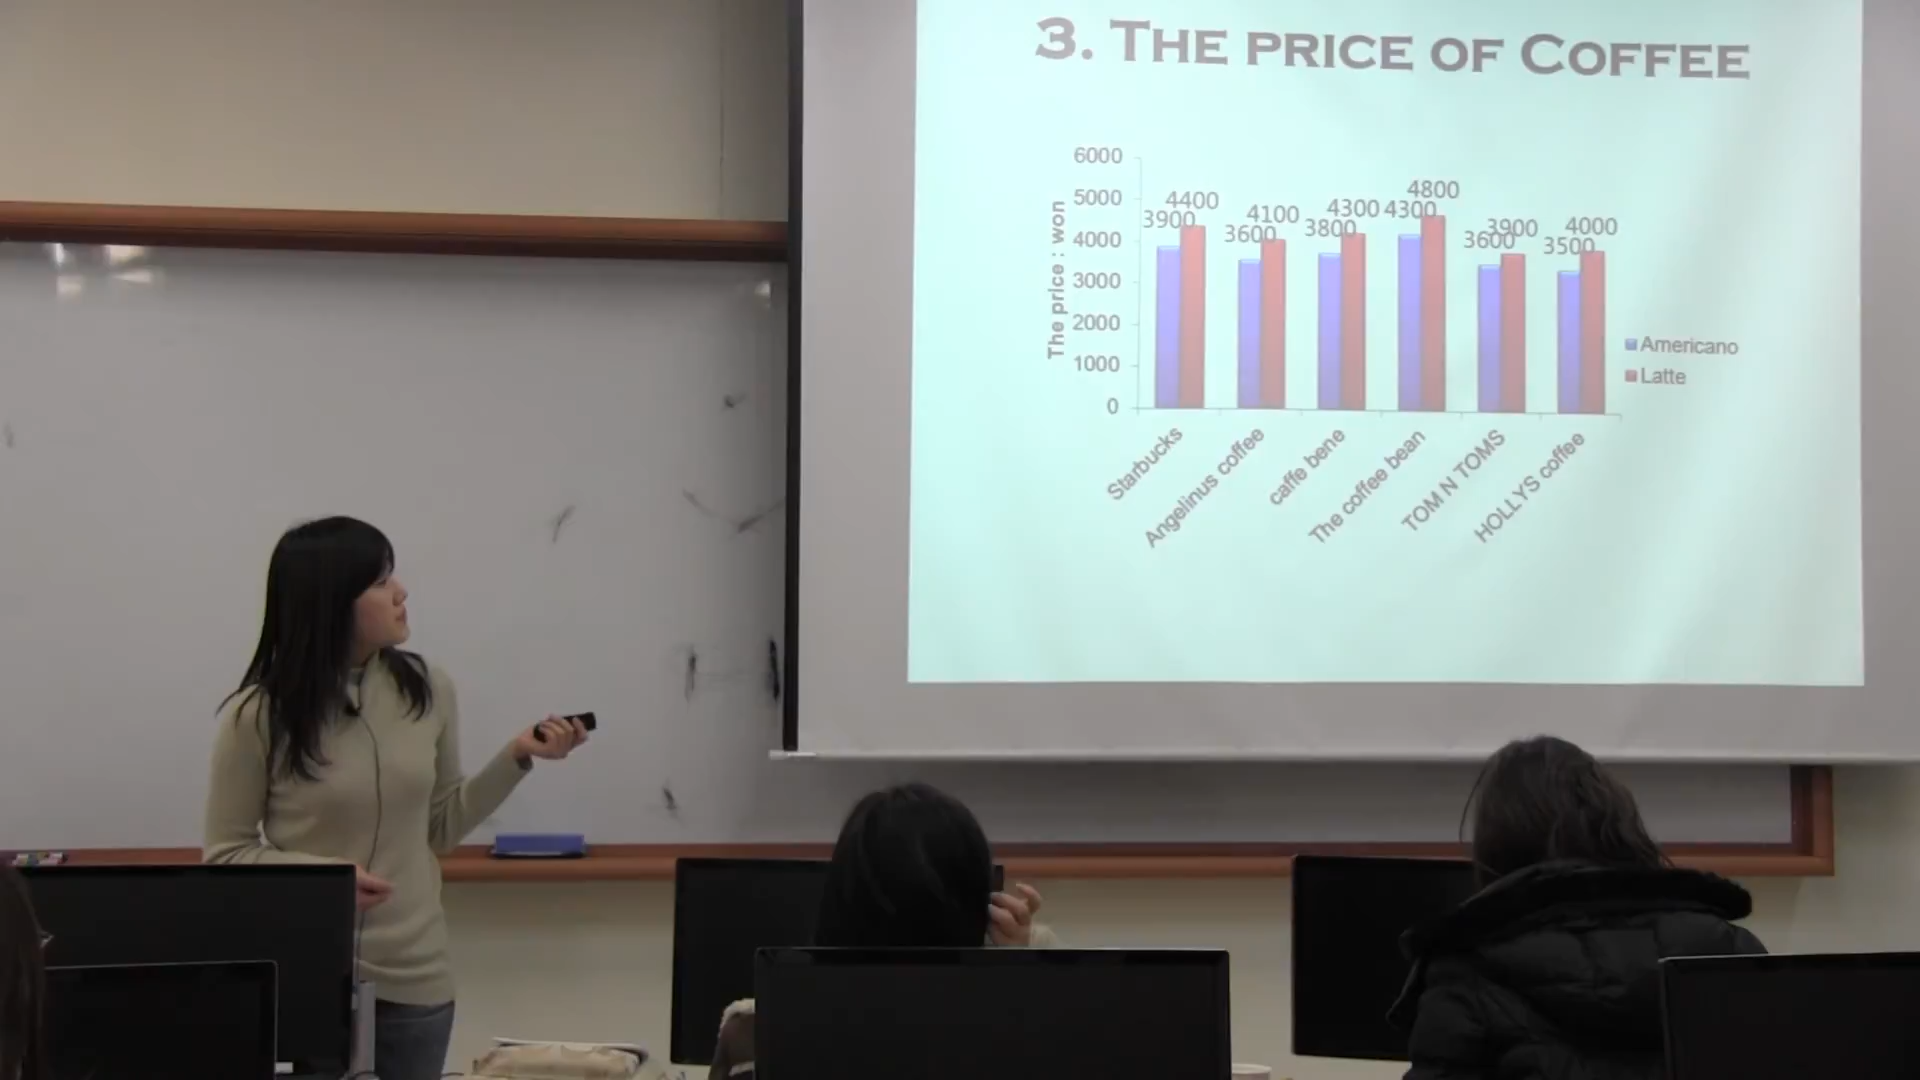 3. The price of Coffee
The price : won
6000
5000
4000
3000
2000
1000
0
3900
4400
3600
4100
3800
4300
4300
4800
3600
3900
3500
4000
Americano
Latte
Starbucks
Angelinus coffee
caffe bene
The coffee bean
TOM N TOMS
HOLLYS coffee